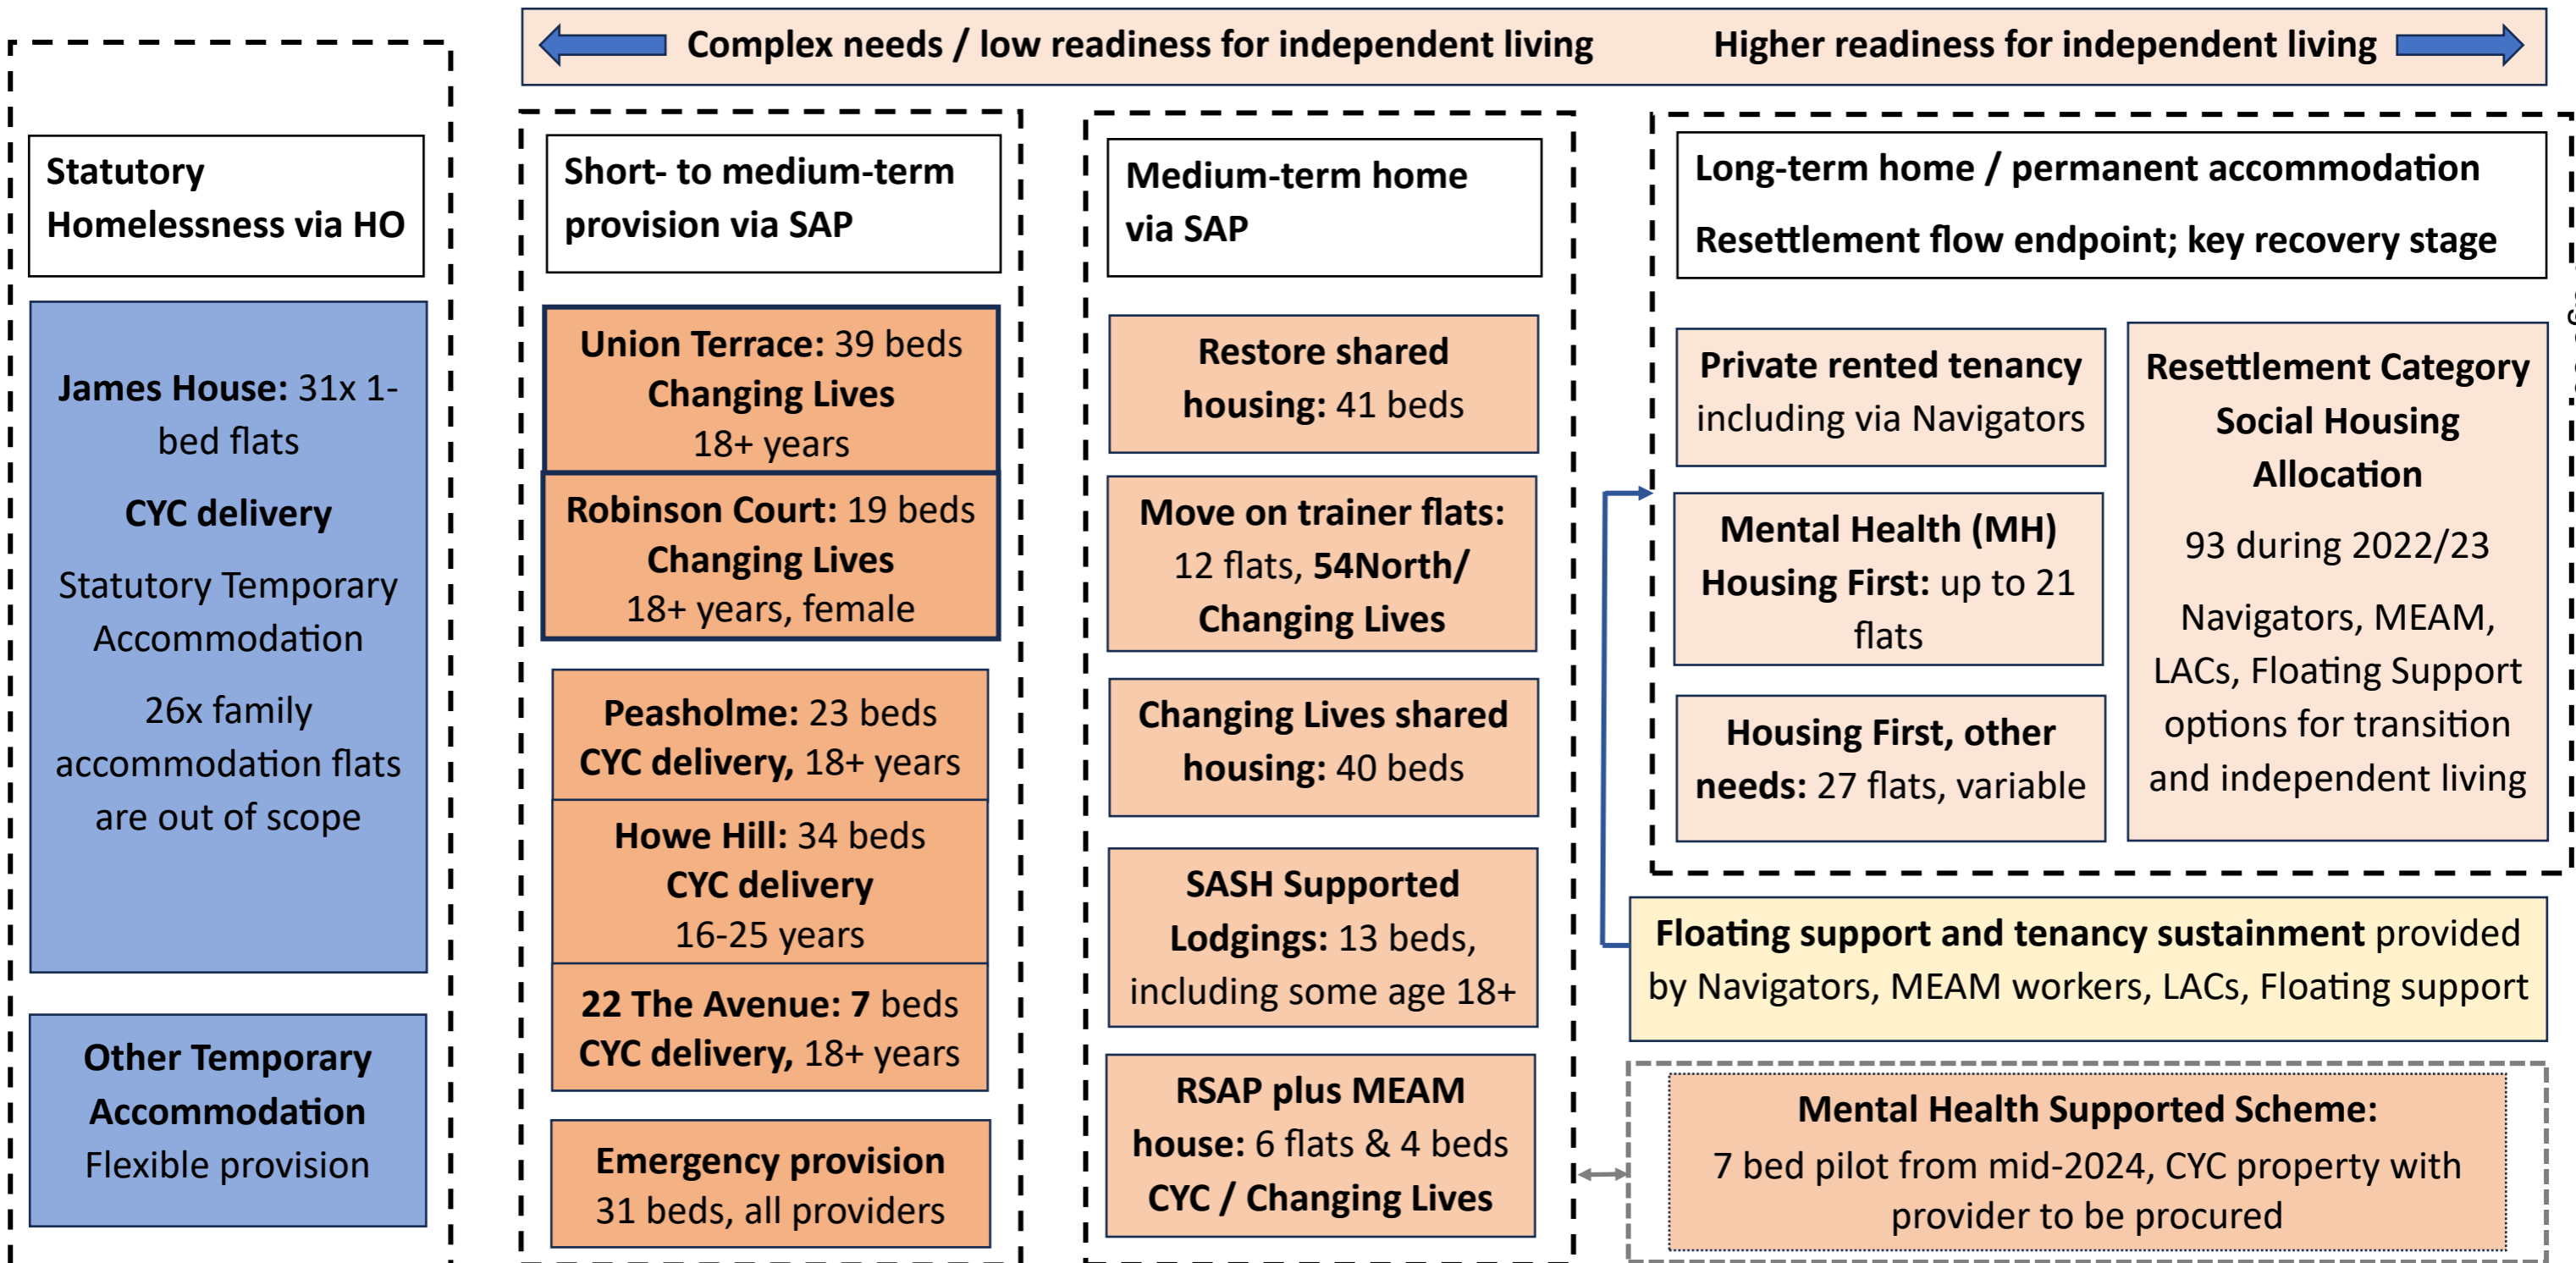 Complex needs / low readiness for independent living
Higher readiness for independent living
Statutory
Homelessness via HO
James House: 31x 1-
bed flats
CYC delivery
Statutory Temporary
Accommodation
26x family
accommodation flats
are out of scope
Other Temporary
Accommodation
Flexible provision
Short- to medium-term
provision via SAP
Union Terrace: 39 beds
Changing Lives
18+ years
Robinson Court: 19 beds
Changing Lives
18+ years, female
Peasholme: 23 beds
CYC delivery, 18+ years
Howe Hill: 34 beds
CYC delivery
16-25 years
22 The Avenue: 7 beds
CYC delivery, 18+ years
Emergency provision
31 beds, all providers
Medium-term home
via SAP
Restore shared
housing: 41 beds
Move on trainer flats:
12 flats, 54North/
Changing Lives
Changing Lives shared
housing: 40 beds
SASH Supported
Lodgings: 13 beds,
including some age 18+
RSAP plus MEAM
house: 6 flats & 4 beds
CYC / Changing Lives
Long-term home / permanent accommodation
Resettlement flow endpoint; key recovery stage
Private rented tenancy
including via Navigators
Mental Health (MH)
Housing First: up to 21
flats
Housing First, other
needs: 27 flats, variable
Resettlement Category
Social Housing
Allocation
93 during 2022/23
Navigators, MEAM,
LACs, Floating Support
options for transition
and independent living
Floating support and tenancy sustainment provided
by Navigators, MEAM workers, LACs, Floating support
Mental Health Supported Scheme:
7 bed pilot from mid-2024, CYC property with
provider to be procured